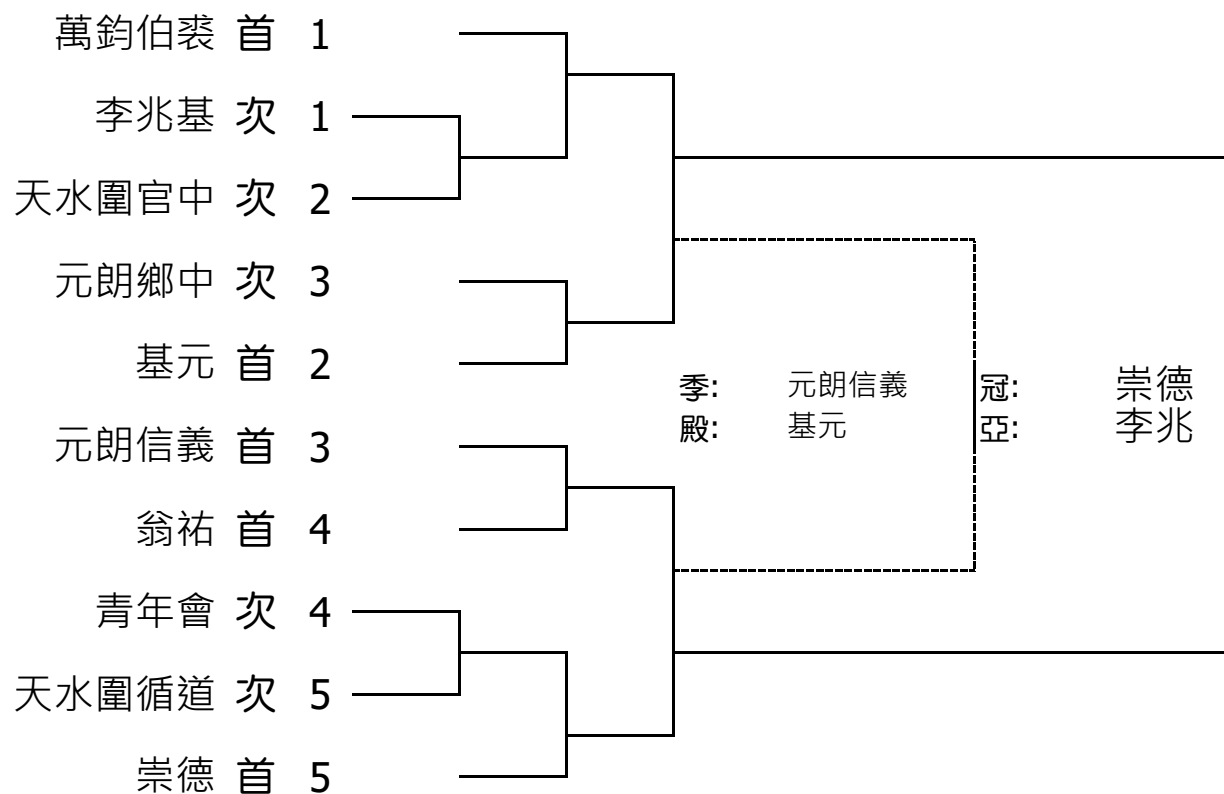 萬鈞伯裘 首 1
李兆基 次 1
天水圍官中 次 2
元朗鄉中 次 3
基元 首 2
季: 元朗信義 冠: 崇德
殿: 基元 亞: 李兆
元朗信義 首 3
翁祐 首 4
青年會 次 4
天水圍循道 次 5
崇德 首 5